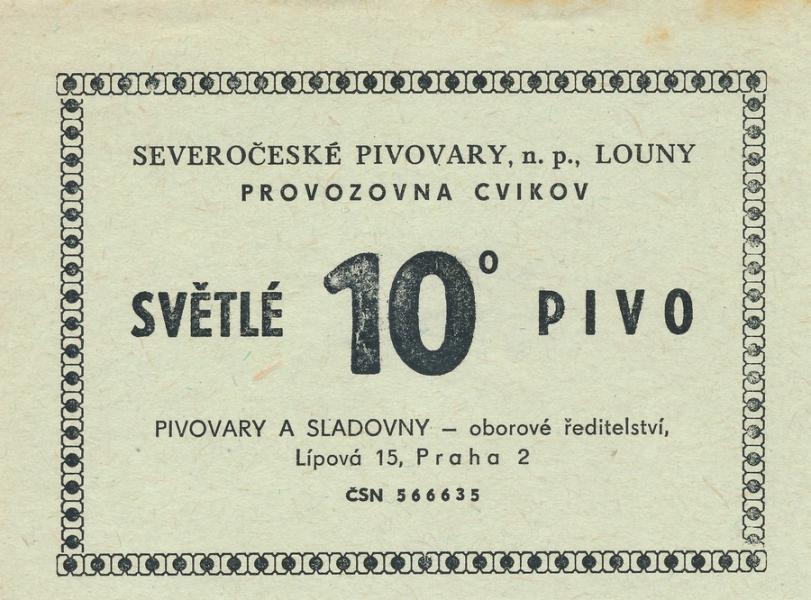 SEVEROČESKÉ PIVOVARY, n. p., LOUNY
PROVOZOVNA CVIKOV
SVĚTLÉ 10° PIVO
PIVOVARY A SLADOVNY – oborové ředitelství,
Lípová 15, Praha 2
ČSN 566635